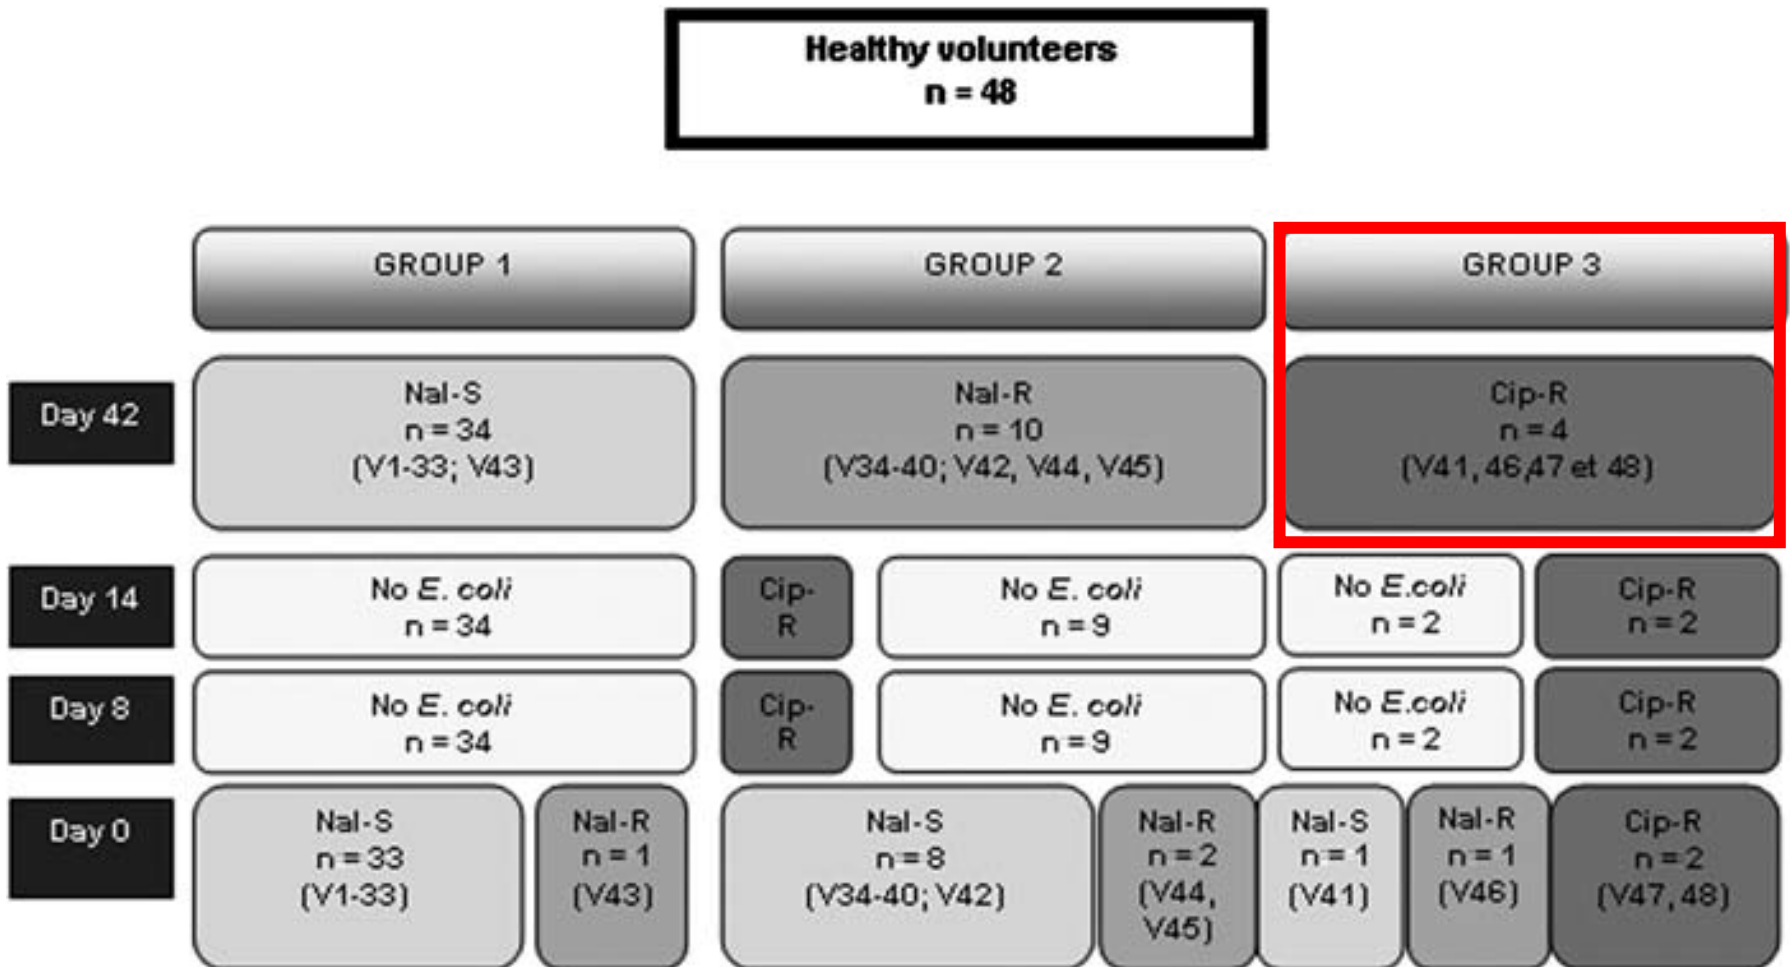 Healthy volunteers
n = 48
GROUP 1
GROUP 2
GROUP 3
Day 42
Nal-S
n = 34
(V1-33; V43)
Nal-R
n = 10
(V34-40; V42, V44, V45)
Cip-R
n = 4
(V41, 46,47 et 48)
Day 14
No E. coli
n = 34
Cip-
R
No E. coli
n = 9
No E.coli
n = 2
Cip-R
n = 2
Day 8
No E. coli
n = 34
Cip-
R
No E. coli
n = 9
No E.coli
n = 2
Cip-R
n = 2
Day 0
Nal-S
n = 33
(V1-33)
Nal-R
n = 1
(V43)
Nal-S
n = 8
(V34-40; V42)
Nal-R
n = 2
(V44,
V45)
Nal-S
n = 1
(V41)
Nal-R
n = 1
(V46)
Cip-R
n = 2
(V47, 48)